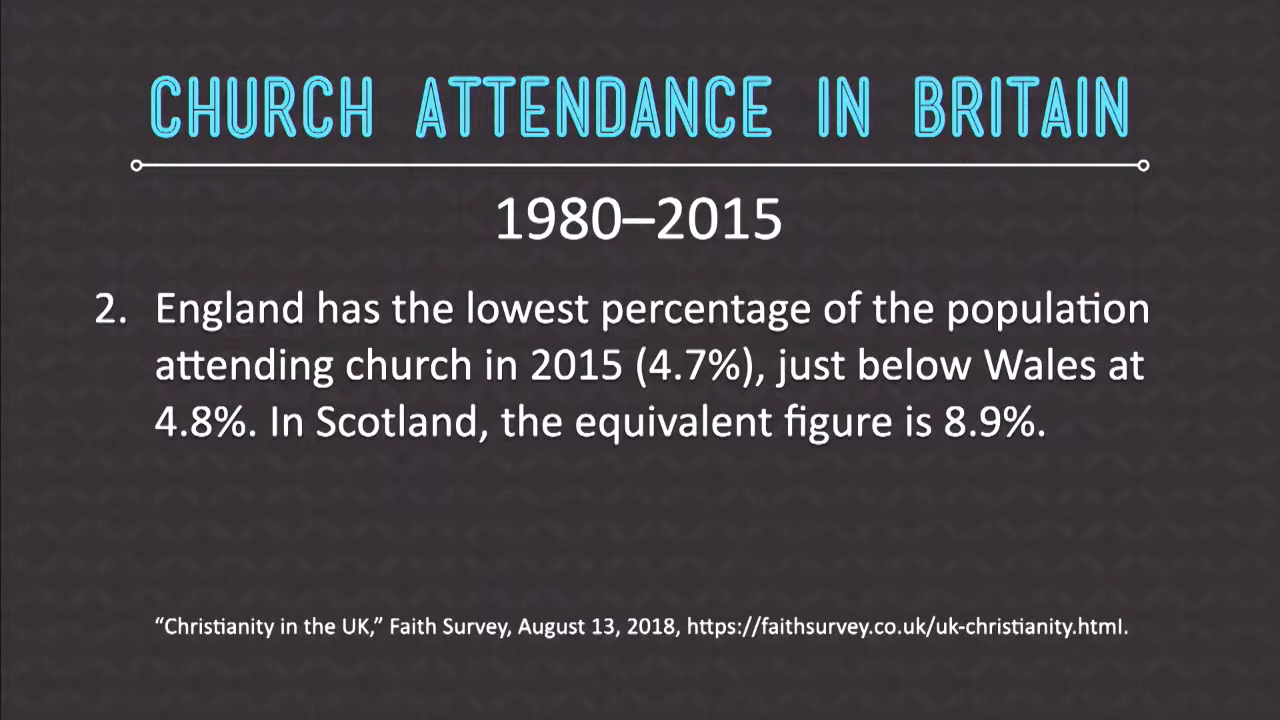 CHURCH ATTENDANCE IN BRITAIN
1980–2015
2. England has the lowest percentage of the population
attending church in 2015 (4.7%), just below Wales at
4.8%. In Scotland, the equivalent figure is 8.9%.
“Christianity in the UK,” Faith Survey, August 13, 2018, https://faithsurvey.co.uk/uk-christianity.html.